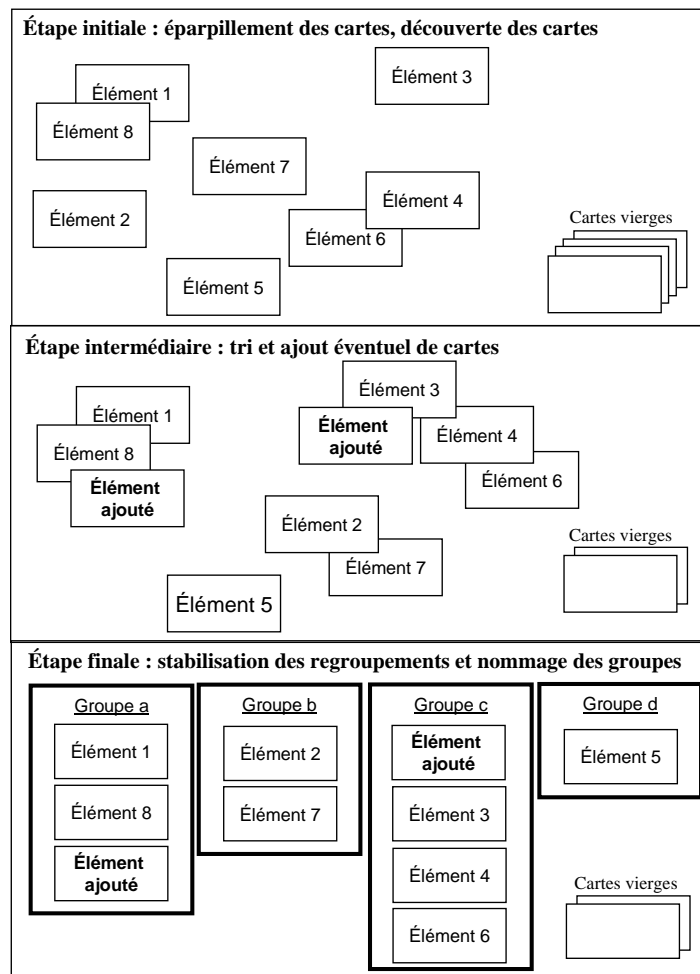 Étape initiale : éparpillement des cartes, découverte des cartes
Élément 3
Élément 1
Élément 8
Élément 7
Élément 4
Élément 2
Élément 6
Cartes vierges
Élément 5
Étape intermédiaire : tri et ajout éventuel de cartes
Élément 3
Élément 1
Élément
ajouté
Élément 4
Élément 8
Élément 6
Élément
ajouté
Élément 2
Cartes vierges
Élément 7
Élément 5
Étape finale : stabilisation des regroupements et nommage des groupes
Groupe a
Élément 1
Élément 8
Élément
ajouté
Groupe b
Élément 2
Élément 7
Groupe c
Élément
ajouté
Élément 3
Élément 4
Élément 6
Groupe d
Élément 5
Cartes vierges